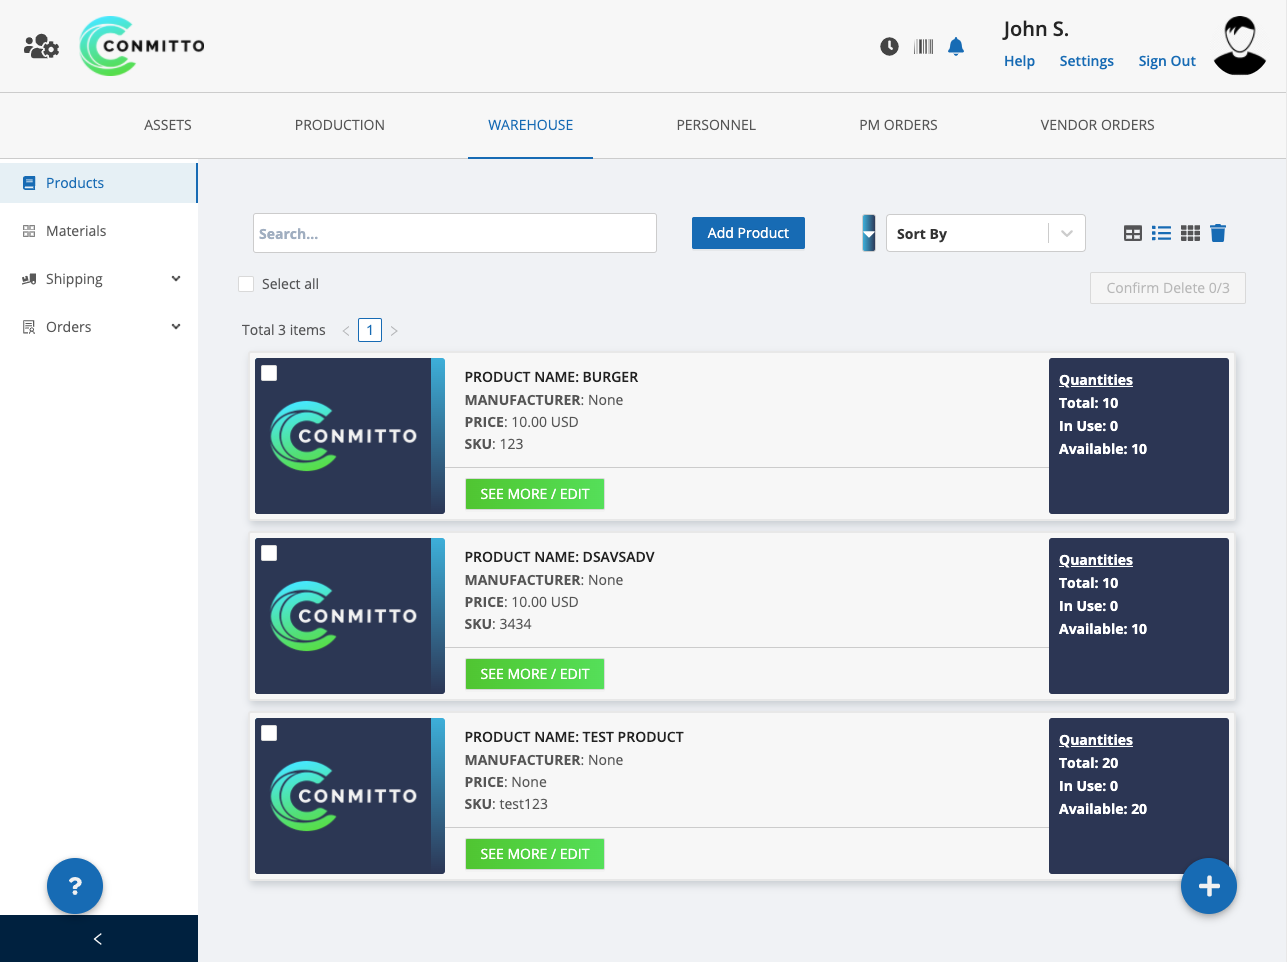 CONMITTO
John S.
Help Settings Sign Out
ASSETS PRODUCTION WAREHOUSE PERSONNEL PM ORDERS VENDOR ORDERS
Products
Materials
Shipping
Orders
Search...
Add Product
Sort By
Select all
Confirm Delete 0/3
Total 3 items < 1 >
CONMITTO
PRODUCT NAME: BURGER
MANUFACTURER: None
PRICE: 10.00 USD
SKU: 123
SEE MORE / EDIT
Quantities
Total: 10
In Use: 0
Available: 10
CONMITTO
PRODUCT NAME: DSAVSADV
MANUFACTURER: None
PRICE: 10.00 USD
SKU: 3434
SEE MORE / EDIT
Quantities
Total: 10
In Use: 0
Available: 10
CONMITTO
PRODUCT NAME: TEST PRODUCT
MANUFACTURER: None
PRICE: None
SKU: test123
SEE MORE / EDIT
Quantities
Total: 20
In Use: 0
Available: 20
?
+
<